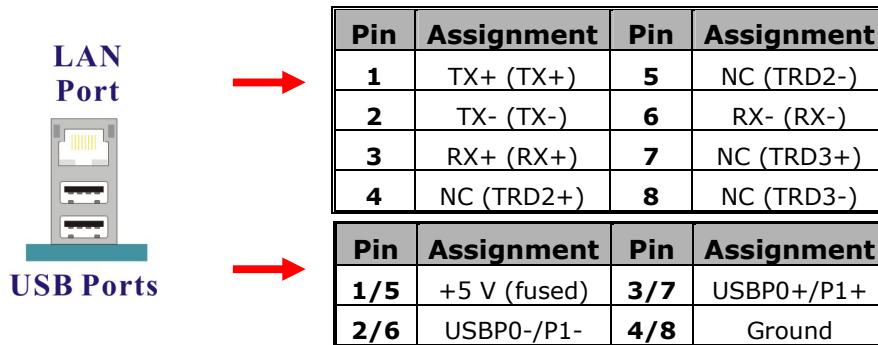 LAN
Port
USB Ports
Pin Assignment Pin Assignment
1 TX+ (TX+) 5 NC (TRD2-)
2 TX- (TX-) 6 RX- (RX-)
3 RX+ (RX+) 7 NC (TRD3+)
4 NC (TRD2+) 8 NC (TRD3-)
Pin Assignment Pin Assignment
1/5 +5 V (fused) 3/7 USBP0+/P1+
2/6 USBP0-/P1- 4/8 Ground